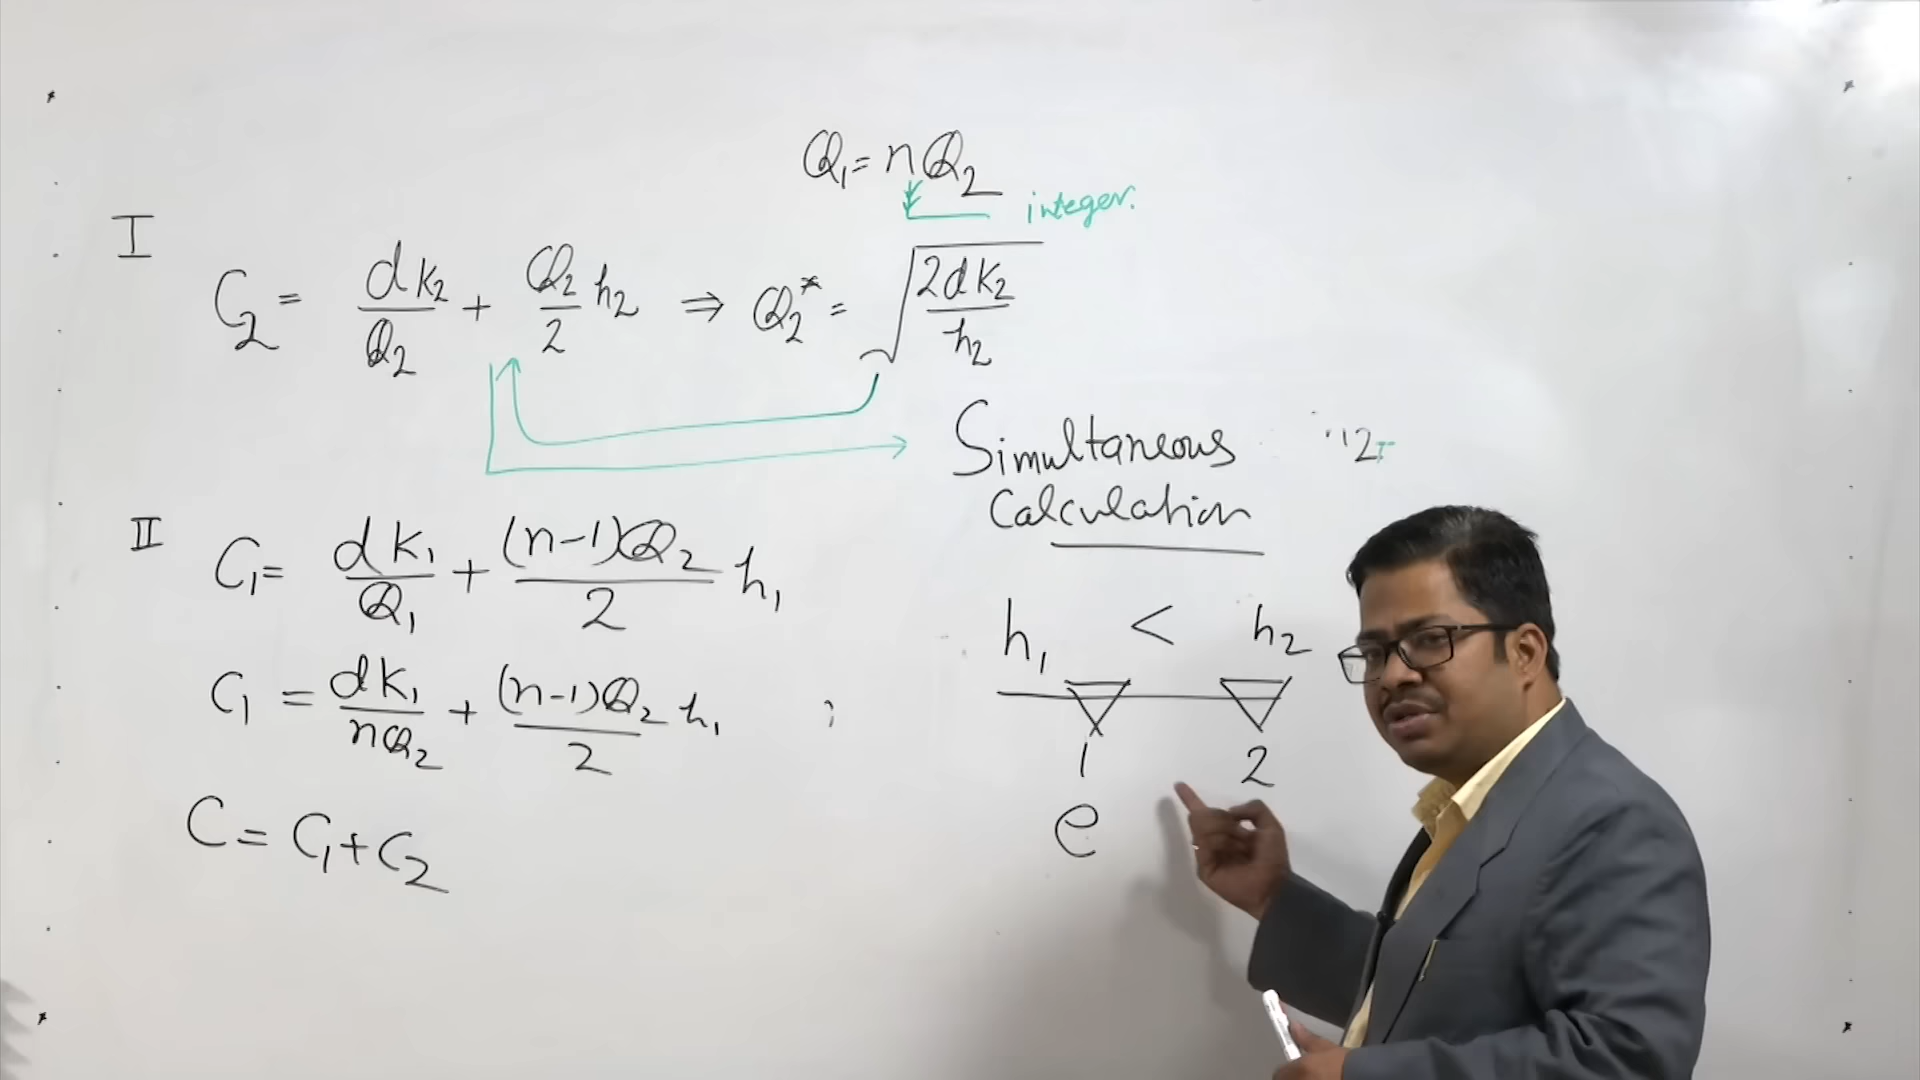 Q₁ = nQ₂
integer.
I
C₂ = dK₂/Q₂ + Q₂/2 h₂ ⇒ Q₂* = √(2dK₂/h₂)
Simultaneous
Calculation
II
C₁ = dK₁/Q₁ + (n-1)Q₂/2 h₁
h₁ < h₂
C₁ = dK₁/nQ₂ + (n-1)Q₂/2 h₁ ;
1 2
C = C₁+C₂
e